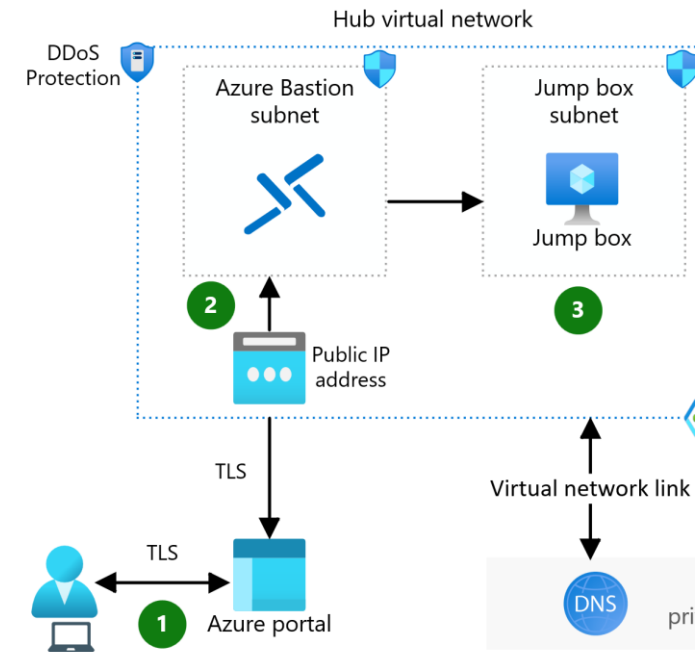 Hub virtual network
DDoS
Protection
Azure Bastion
subnet
Jump box
subnet
Jump box
2
3
Public IP
address
TLS
Virtual network link
TLS
1
Azure portal
DNS